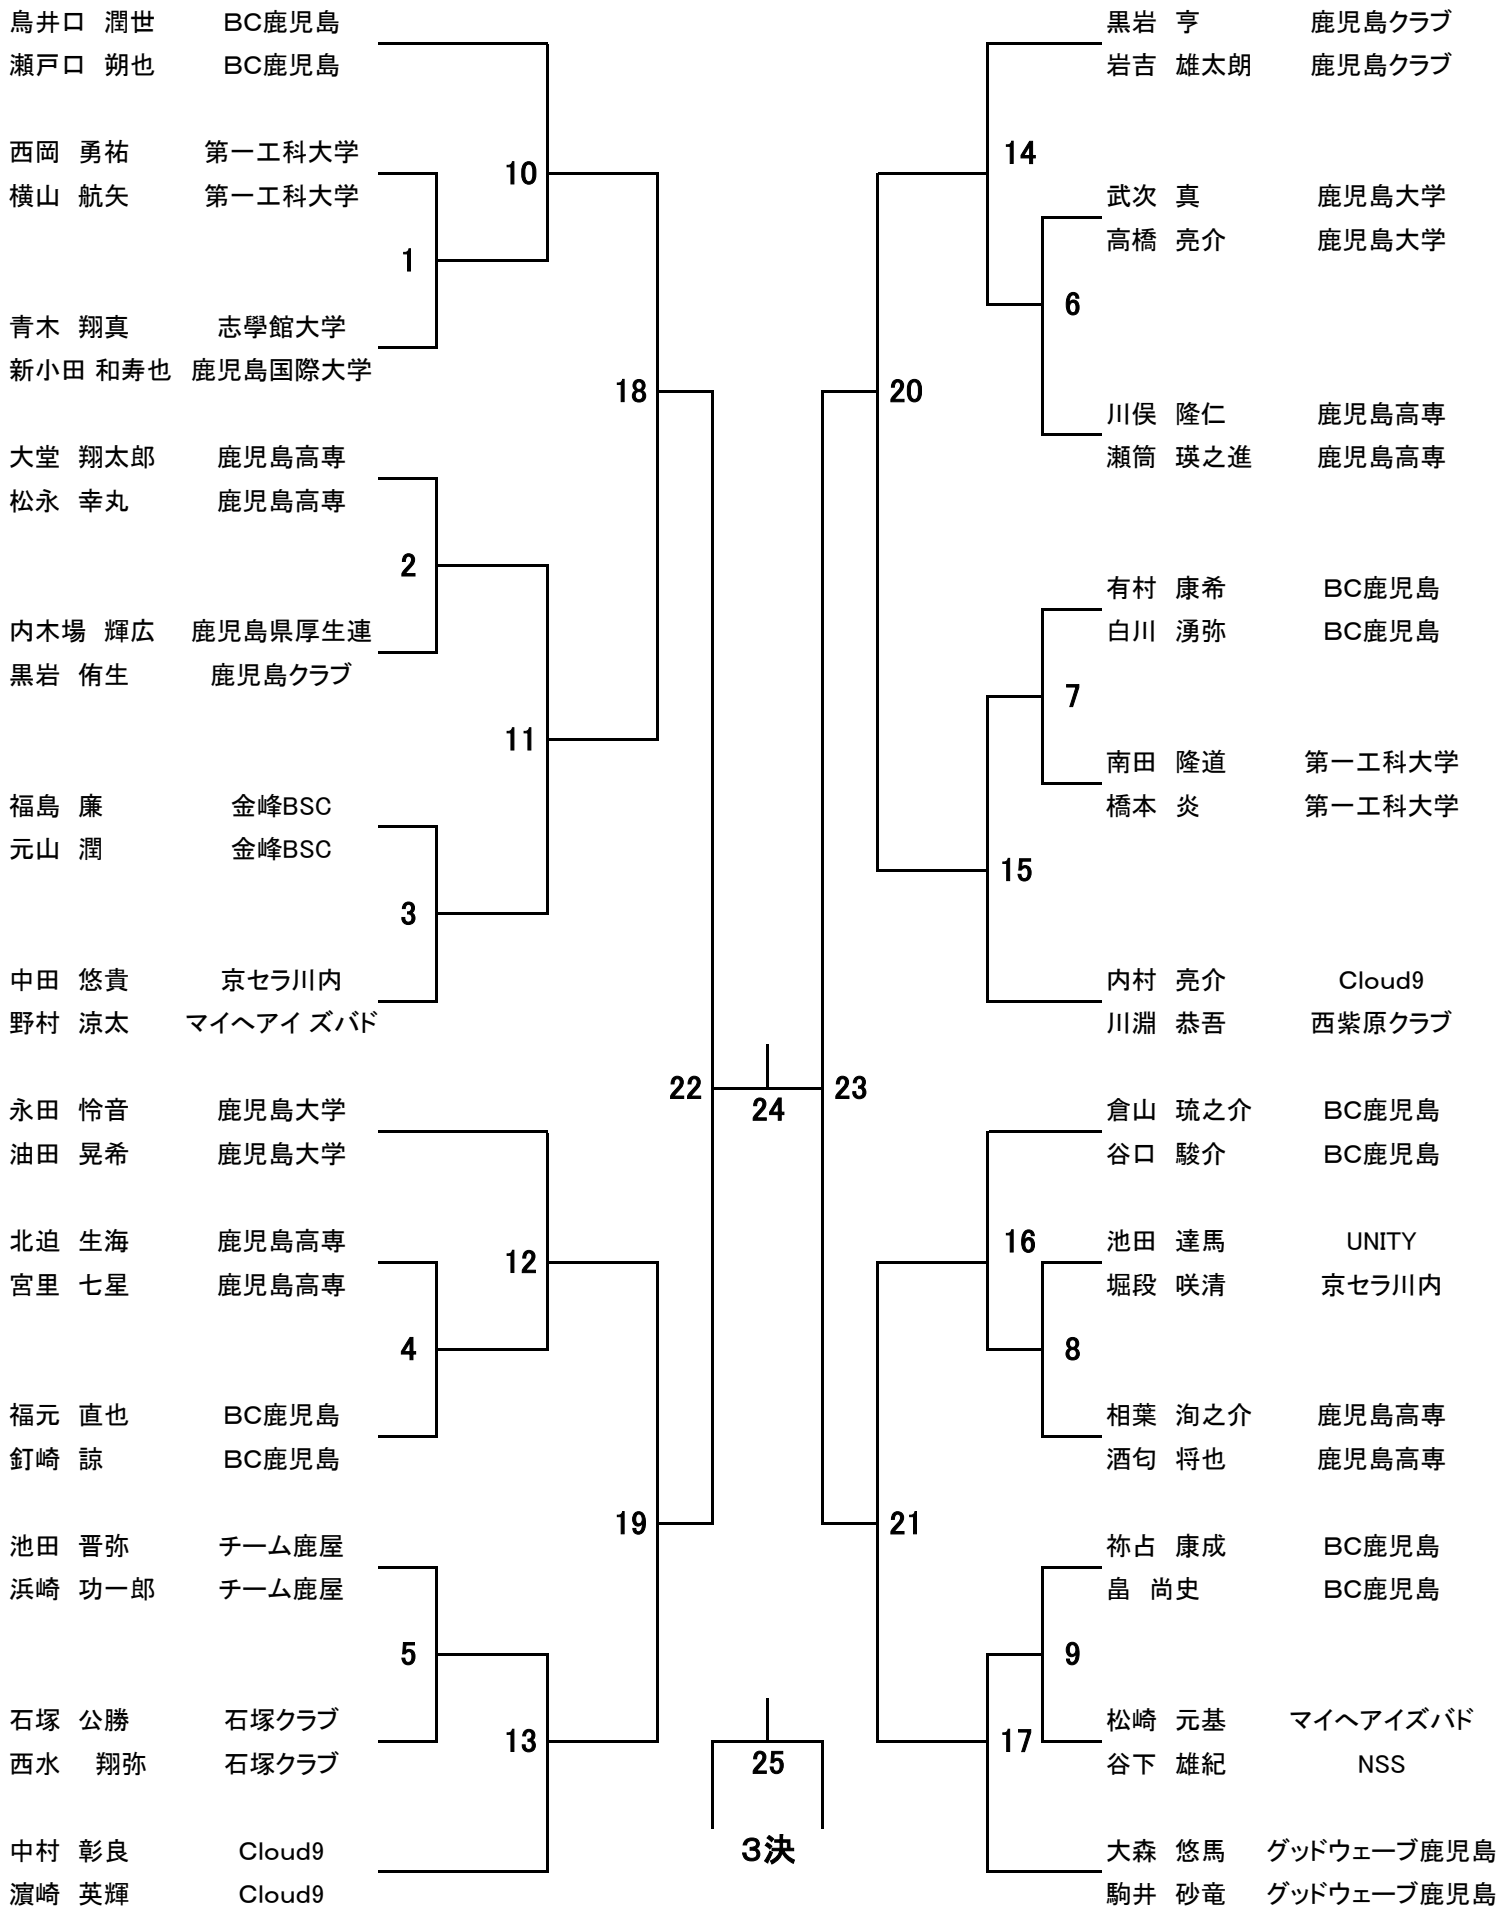 鳥井口 潤世 BC鹿児島
瀬戸口 朔也 BC鹿児島
西岡 勇祐 第一工科大学
横山 航矢 第一工科大学
10
1
青木 翔真 志學館大学
新小田 和寿也 鹿児島国際大学
18
大堂 翔太郎 鹿児島高専
松永 幸丸 鹿児島高専
2
内木場 輝広 鹿児島県厚生連
黒岩 侑生 鹿児島クラブ
11
福島 廉 金峰BSC
元山 潤 金峰BSC
3
中田 悠貴 京セラ川内
野村 涼太 マイヘアイ ズバド
22
永田 怜音 鹿児島大学
油田 晃希 鹿児島大学
北迫 生海 鹿児島高専
宮里 七星 鹿児島高専
12
4
福元 直也 BC鹿児島
釘崎 諒 BC鹿児島
19
池田 晋弥 チーム鹿屋
浜崎 功一郎 チーム鹿屋
5
石塚 公勝 石塚クラブ
西水 翔弥 石塚クラブ
13
中村 彰良 Cloud9
濵崎 英輝 Cloud9
24
25
3決
黒岩 亨 鹿児島クラブ
岩吉 雄太朗 鹿児島クラブ
14
武次 真 鹿児島大学
高橋 亮介 鹿児島大学
6
20
川俣 隆仁 鹿児島高専
瀬筒 瑛之進 鹿児島高専
有村 康希 BC鹿児島
白川 湧弥 BC鹿児島
7
南田 隆道 第一工科大学
橋本 炎 第一工科大学
15
内村 亮介 Cloud9
川淵 恭吾 西紫原クラブ
23
倉山 琉之介 BC鹿児島
谷口 駿介 BC鹿児島
16
池田 達馬 UNITY
堀段 咲清 京セラ川内
8
相葉 洵之介 鹿児島高専
酒匂 将也 鹿児島高専
21
祢占 康成 BC鹿児島
畠 尚史 BC鹿児島
9
松崎 元基 マイヘアイズバド
谷下 雄紀 NSS
17
大森 悠馬 グッドウェーブ鹿児島
駒井 砂竜 グッドウェーブ鹿児島